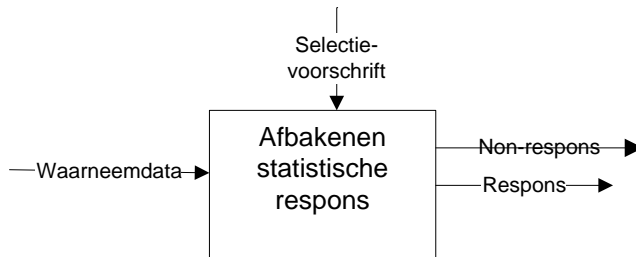 Selectie-
voorschrift
Afbakenen
statistische
respons
Waarneemdata
Non-respons
Respons